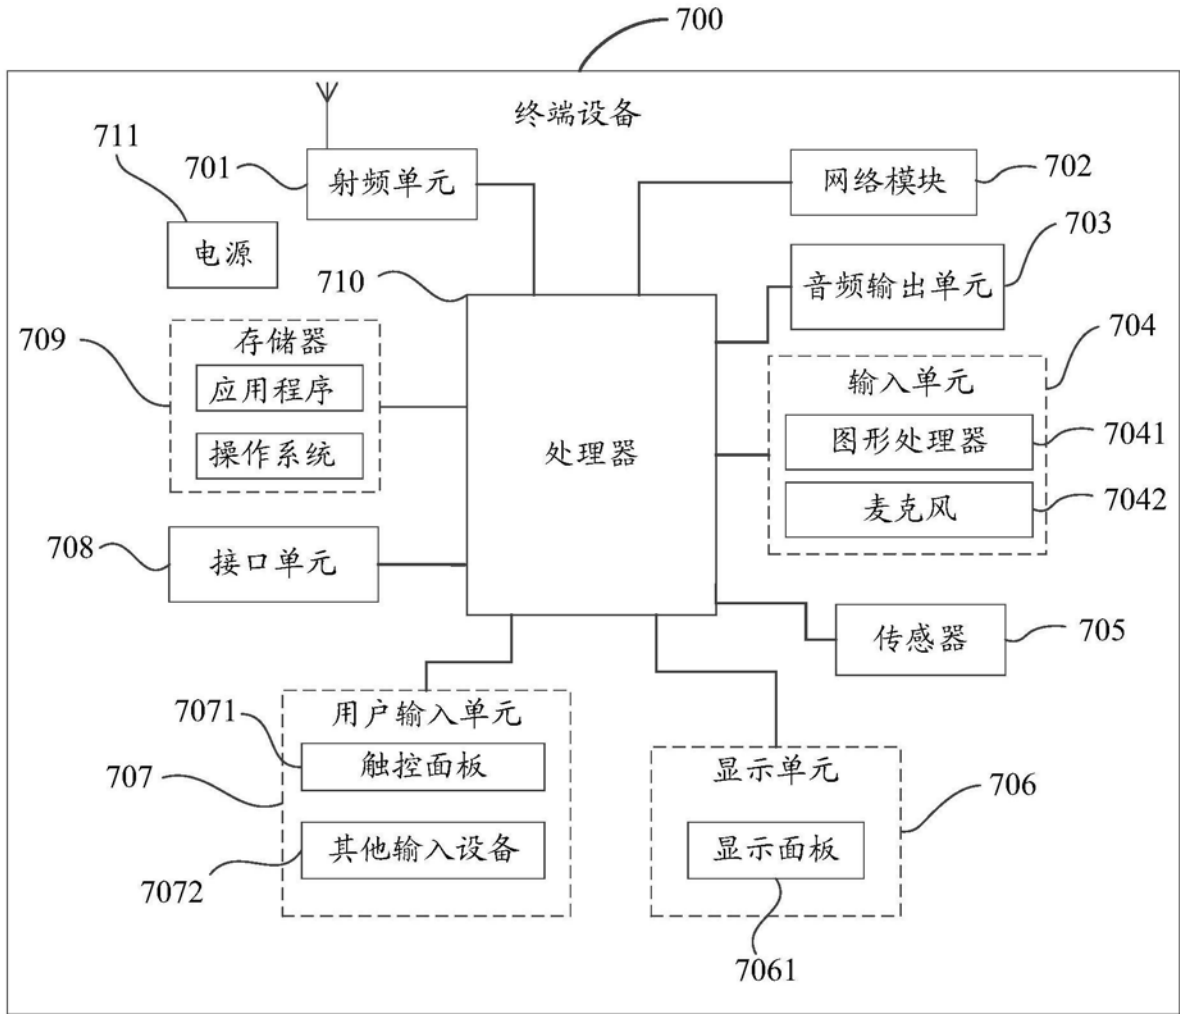 700
终端设备
711
701
射频单元
网络模块
702
电源
703
音频输出单元
710
709
存储器
应用程序
操作系统
704
输入单元
图形处理器
7041
麦克风
7042
处理器
708
接口单元
传感器
705
7071
用户输入单元
触控面板
707
其他输入设备
7072
显示单元
706
显示面板
7061